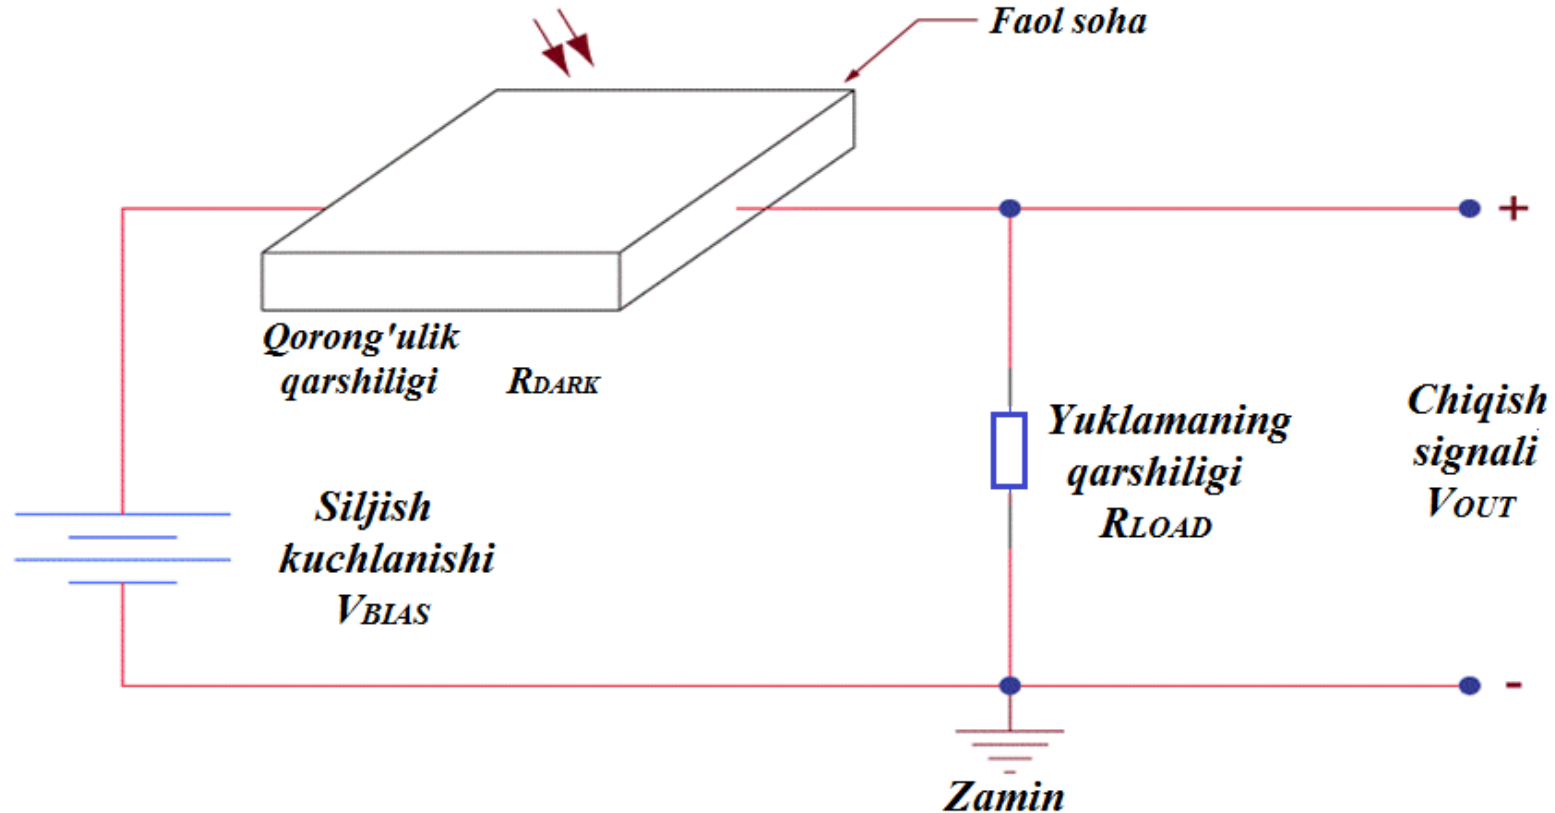 Faol soha
+
Qorong'ulik
qarshiligi RDARK
Siljish
kuchlanishi
VBIAS
Yuklamaning
qarshiligi
RLOAD
Chiqish
signali
VOUT
-
Zamin